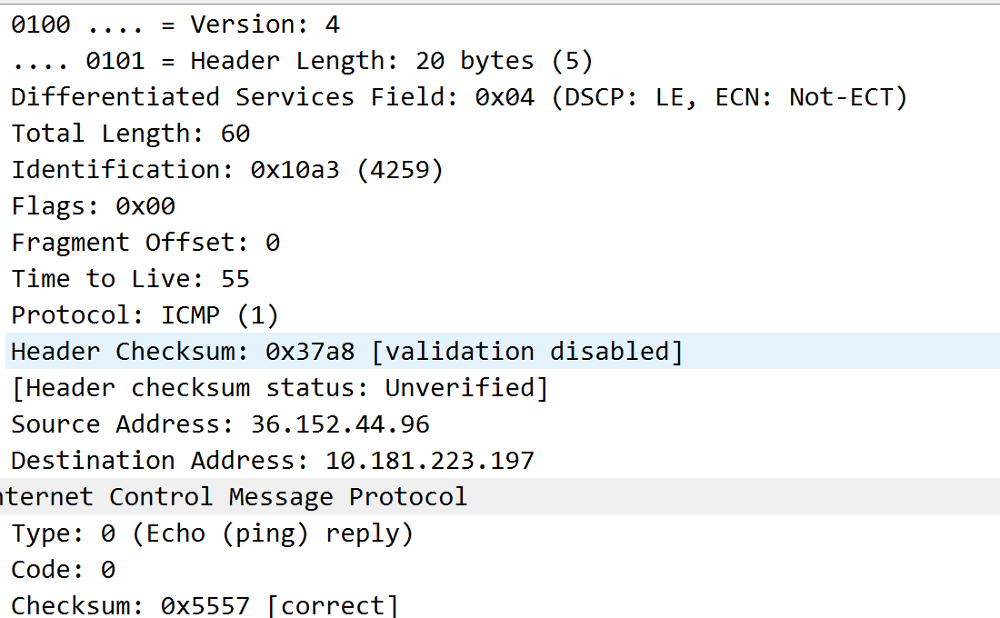 0100 .... = Version: 4
.... 0101 = Header Length: 20 bytes (5)
Differentiated Services Field: 0x04 (DSCP: LE, ECN: Not-ECT)
Total Length: 60
Identification: 0x10a3 (4259)
Flags: 0x00
Fragment Offset: 0
Time to Live: 55
Protocol: ICMP (1)
Header Checksum: 0x37a8 [validation disabled]
[Header checksum status: Unverified]
Source Address: 36.152.44.96
Destination Address: 10.181.223.197
nternet Control Message Protocol
Type: 0 (Echo (ping) reply)
Code: 0
Checksum: 0x5557 [correct]